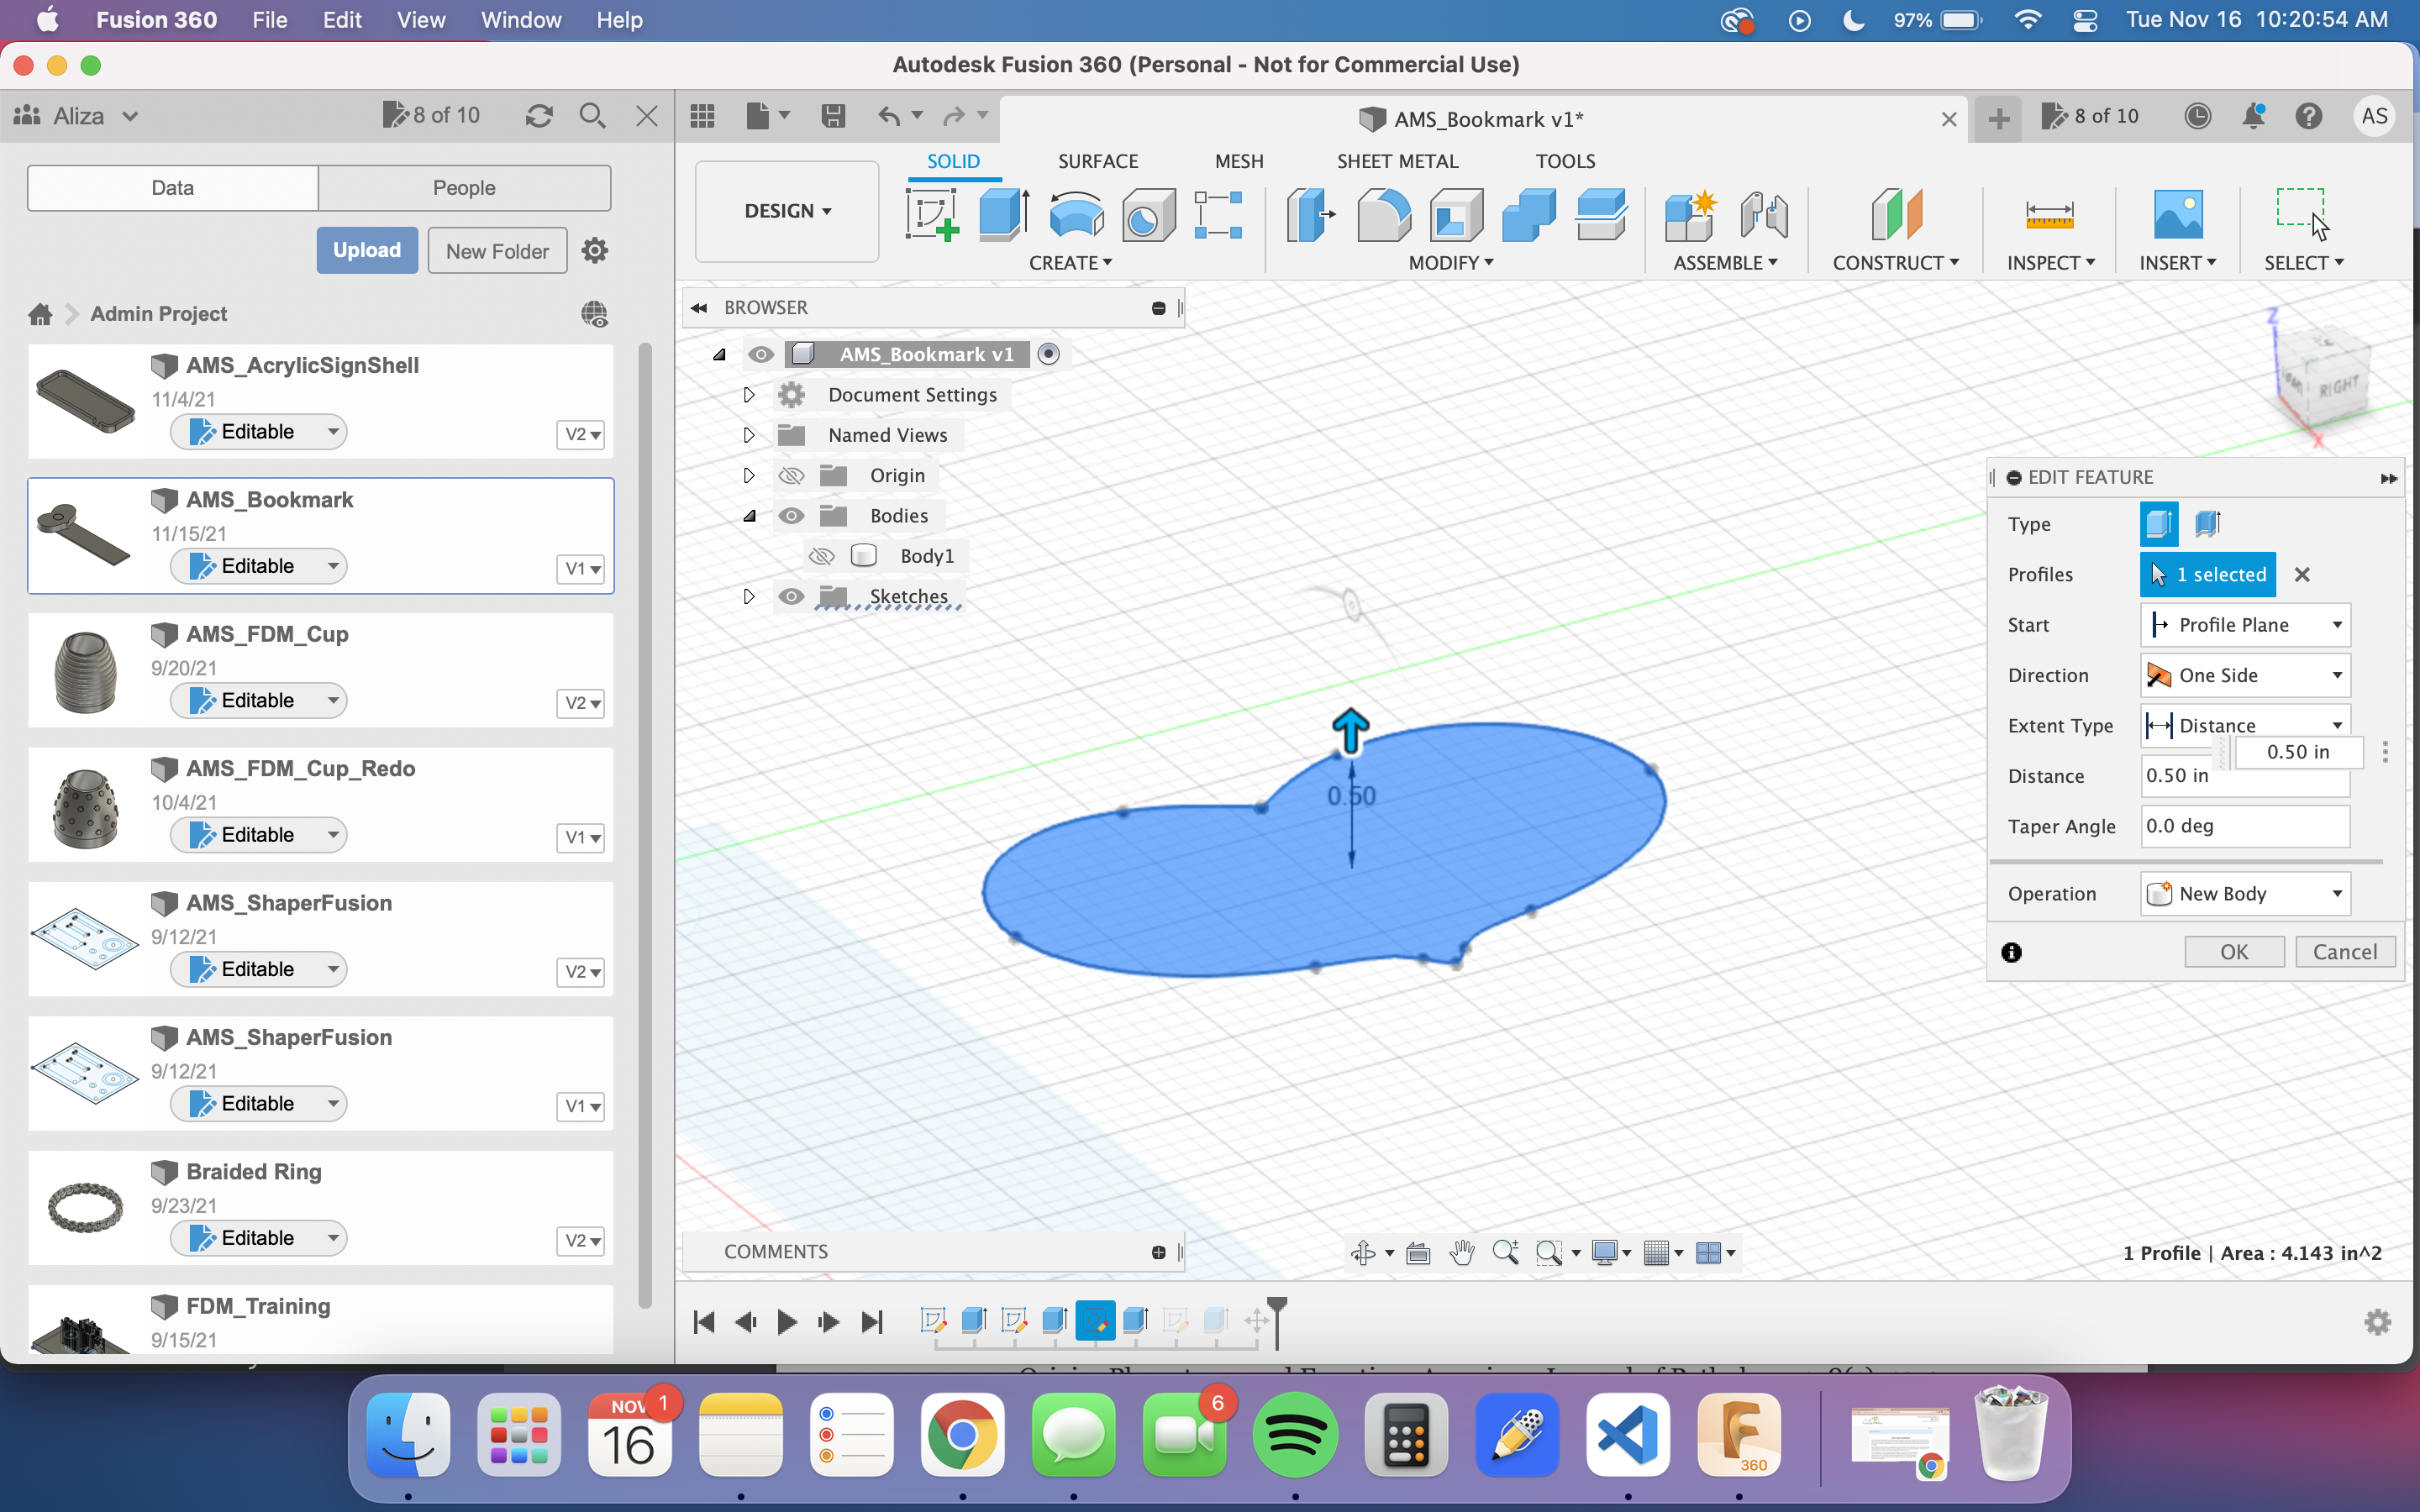 Fusion 360 File Edit View Window Help 97% Tue Nov 16 10:20:54 AM
Autodesk Fusion 360 (Personal - Not for Commercial Use)
Aliza 8 of 10
AMS_Bookmark v1*
8 of 10 AS
Data People
Upload New Folder
Admin Project
AMS_AcrylicSignShell
11/4/21
Editable V2
AMS_Bookmark
11/15/21
Editable V1
AMS_FDM_Cup
9/20/21
Editable V2
AMS_FDM_Cup_Redo
10/4/21
Editable V1
AMS_ShaperFusion
9/12/21
Editable V2
AMS_ShaperFusion
9/12/21
Editable V1
Braided Ring
9/23/21
Editable V2
FDM_Training
9/15/21
SOLID SURFACE MESH SHEET METAL TOOLS
DESIGN
CREATE MODIFY ASSEMBLE CONSTRUCT INSPECT INSERT SELECT
BROWSER
AMS_Bookmark v1
Document Settings
Named Views
Origin
Bodies
Body1
Sketches
Z
RIGHT
X
0.50
EDIT FEATURE
Type
Profiles 1 selected
Start Profile Plane
Direction One Side
Extent Type Distance
0.50 in
Distance 0.50 in
Taper Angle 0.0 deg
Operation New Body
OK Cancel
COMMENTS
1 Profile | Area : 4.143 in^2
NOV 1
16
6
360